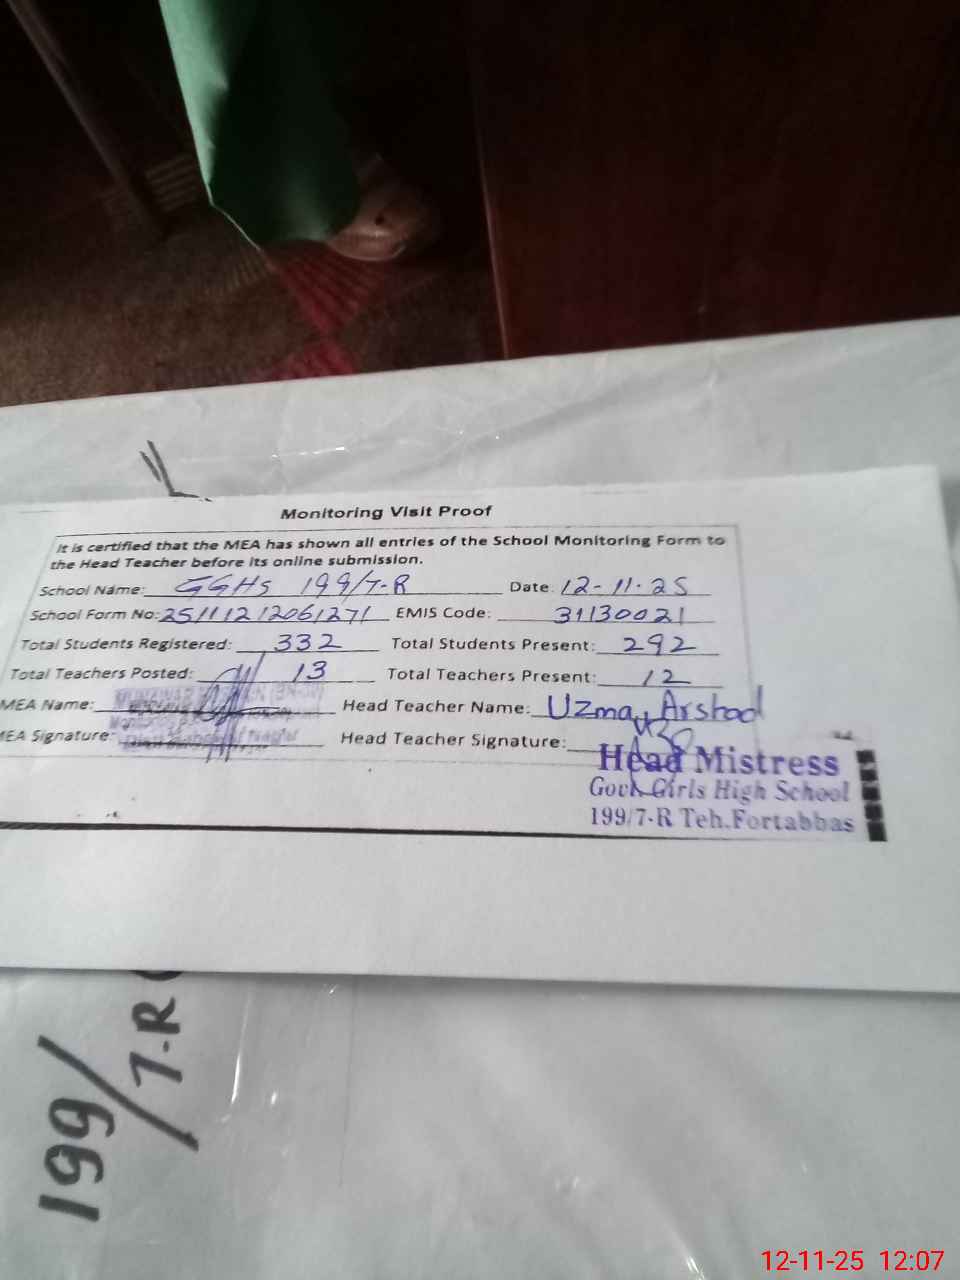 Monitoring Visit Proof
It is certified that the MEA has shown all entries of the School Monitoring Form to
the Head Teacher before its online submission.
School Name: GGHS 199/7-R Date: 12-11-25
School Form No: 25111212061271 EMIS Code: 31130021
Total Students Registered: 332 Total Students Present: 292
Total Teachers Posted: 13 Total Teachers Present: 12
MEA Name: Head Teacher Name: Uzma Arshad
MEA Signature: Head Teacher Signature:
Head Mistress
Govt. Girls High School
199/7-R Teh. Fortabbas
199/7-R
12-11-25 12:07